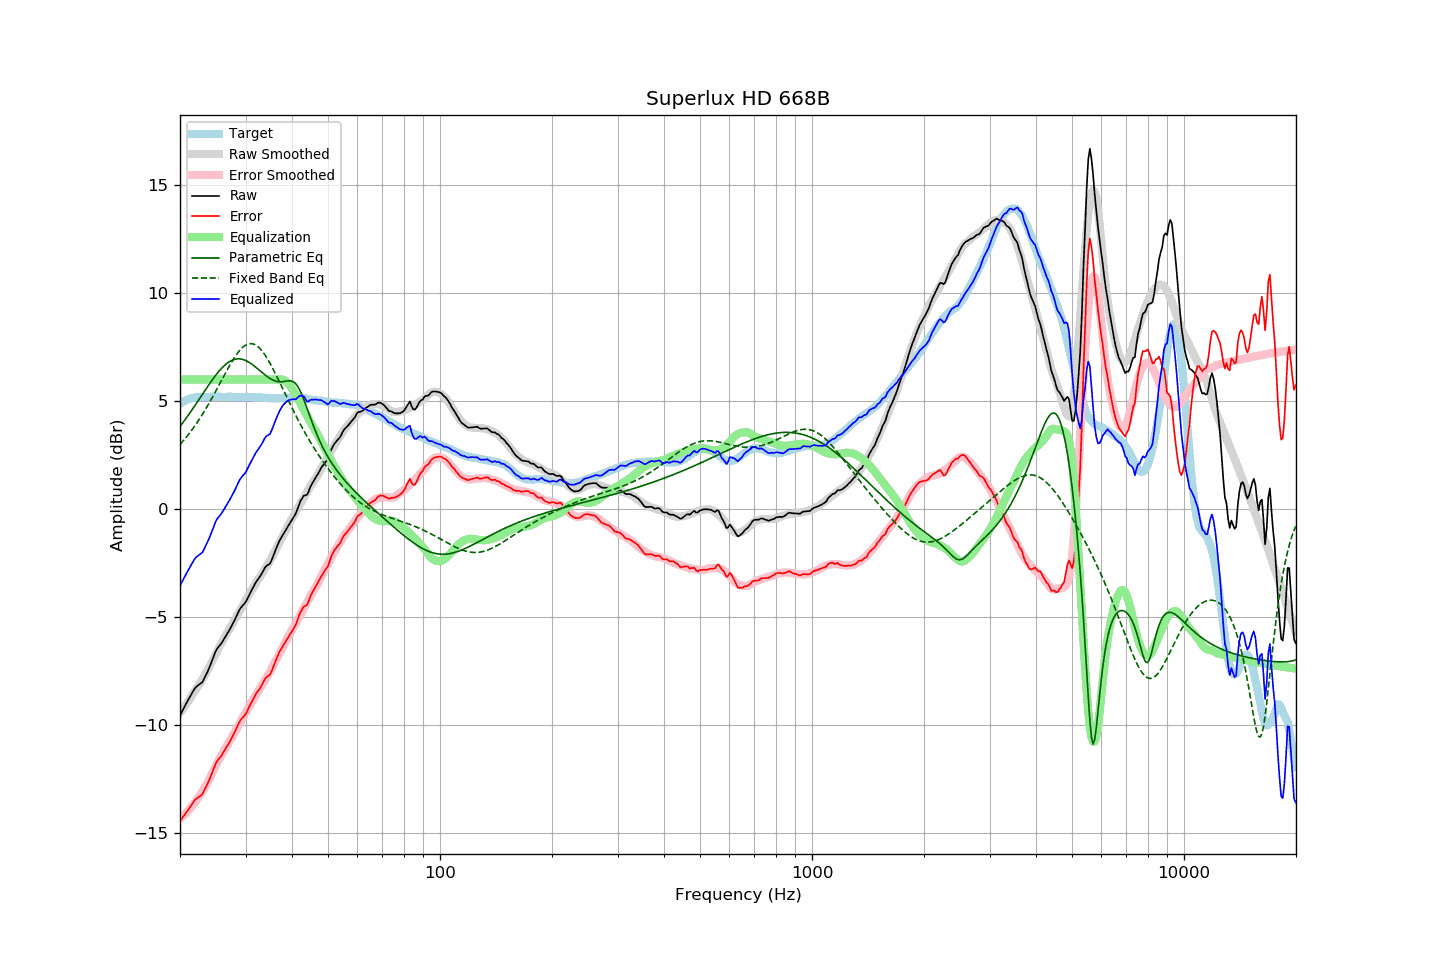 Superlux HD 668B
Target
Raw Smoothed
Error Smoothed
Raw
Error
Equalization
Parametric Eq
Fixed Band Eq
Equalized
15
10
5
0
−5
−10
−15
Amplitude (dBr)
100
1000
10000
Frequency (Hz)